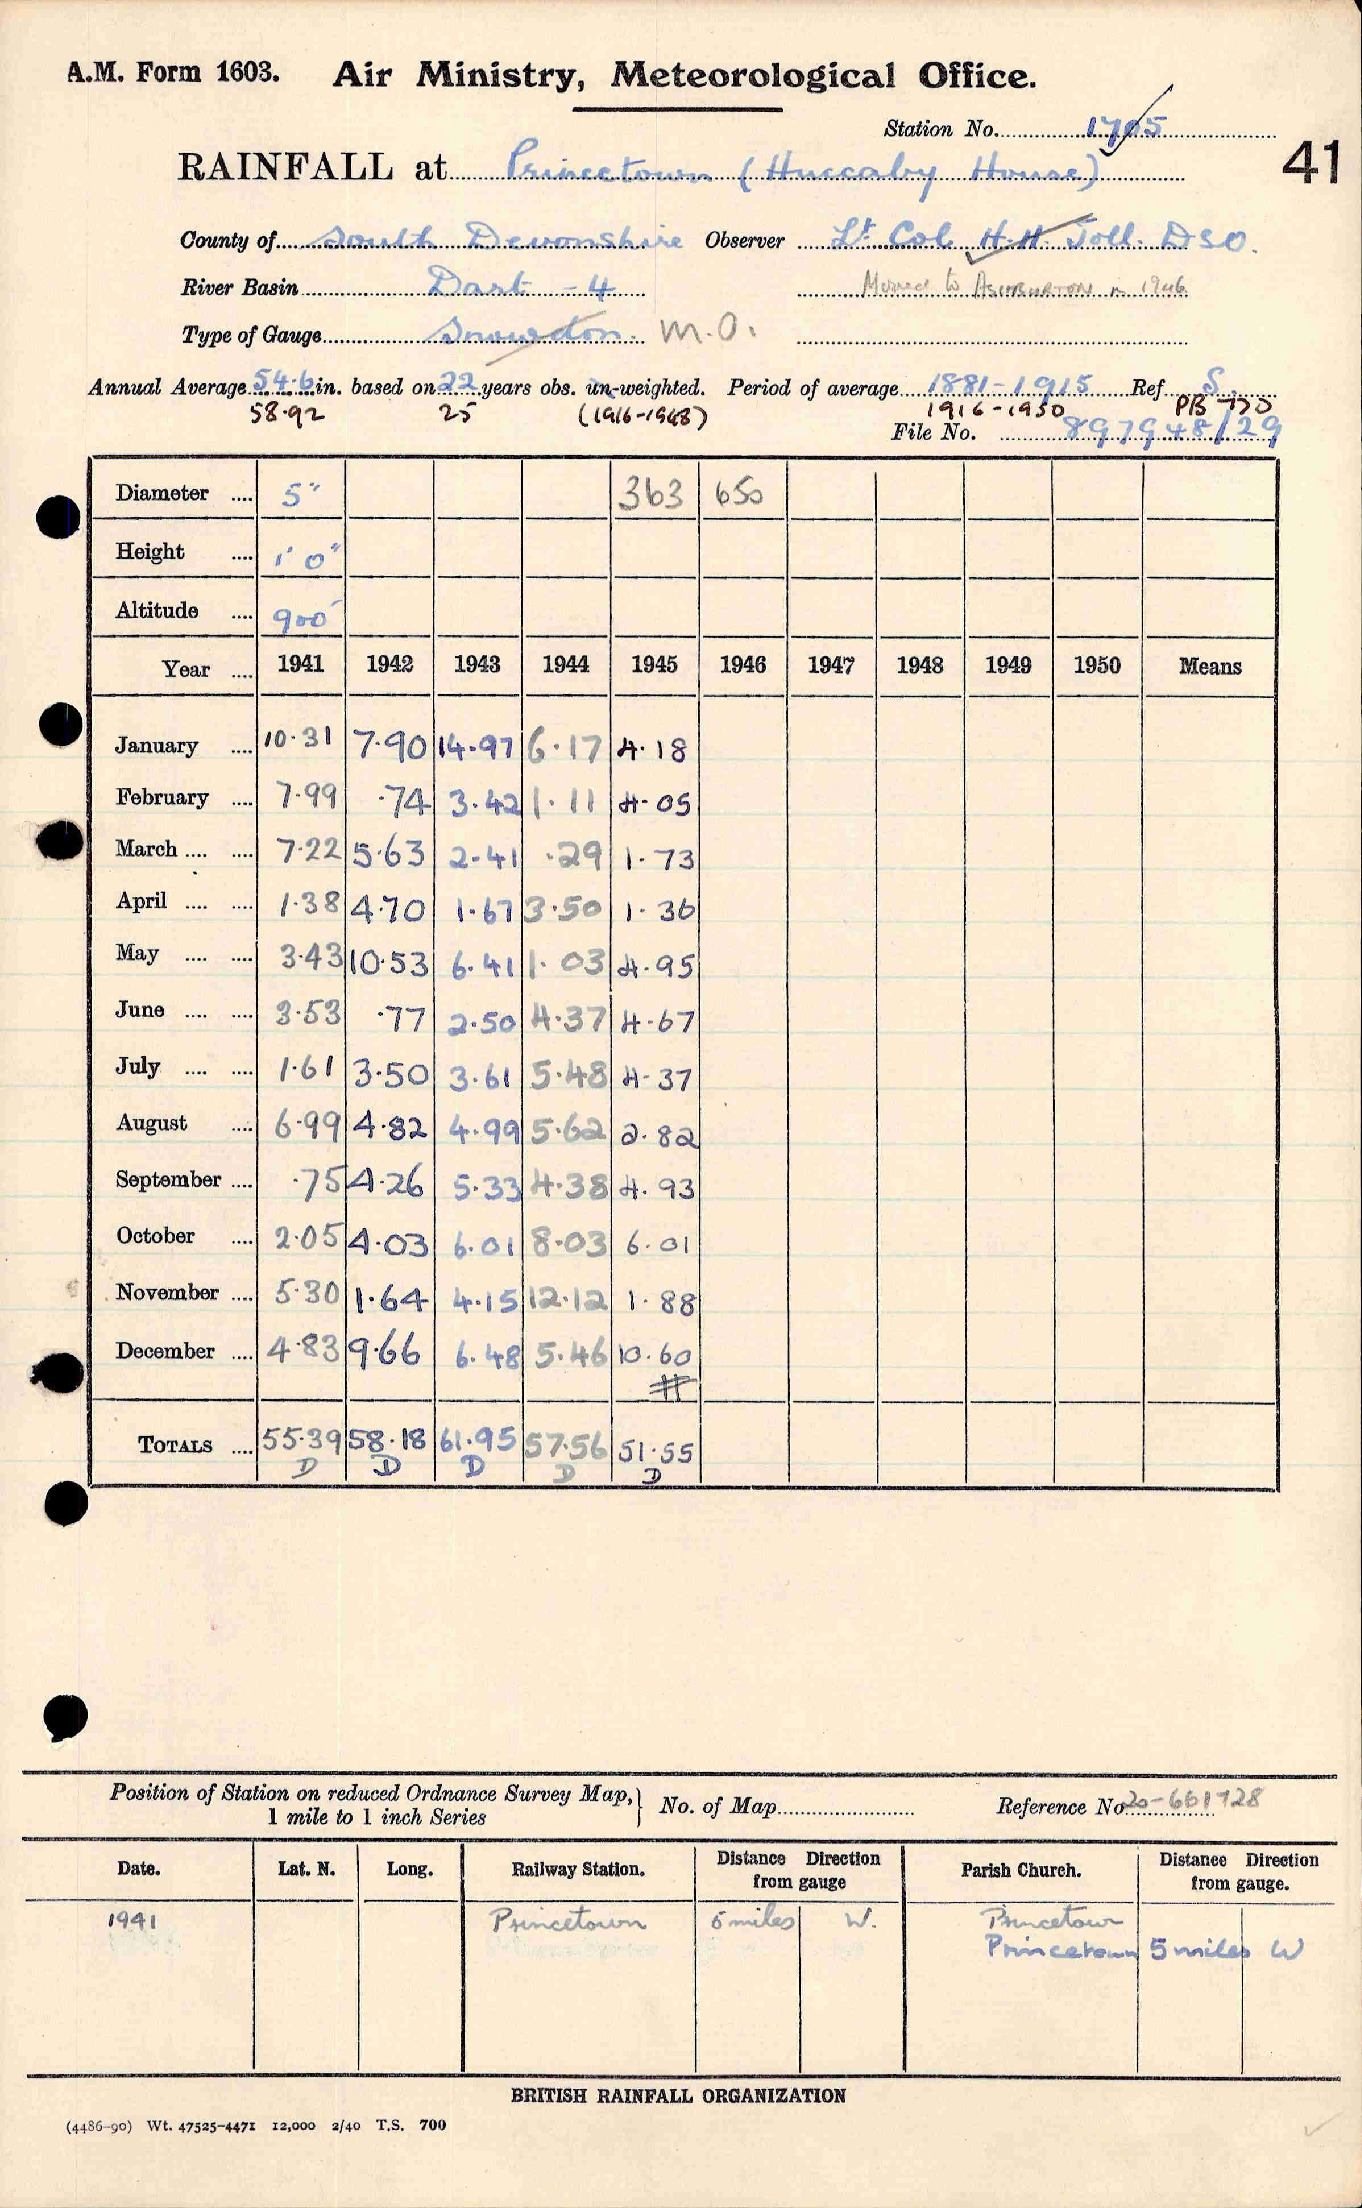 A.M. Form 1603. Air Ministry, Meteorological Office.
Station No. 1705
41
RAINFALL at Princetown (Huccaby House)
County of South Devonshire Observer Lt Col H.H. Joll. DSO.
River Basin Dart - 4 Moved to ASHBURTON in 1946
Type of Gauge Snowdon. M.O.
Annual Average 54.6 in. based on 22 years obs. un-weighted. Period of average 1881-1915 Ref S.
58.92 25 (1916-1948) 1916-1950 PB
File No. 897948/29
Diameter .... 5" 363 650
Height .... 1' 0"
Altitude .... 900'
Year .... 1941 1942 1943 1944 1945 1946 1947 1948 1949 1950 Means
January .... 10.31 7.90 14.97 6.17 4.18
February .... 7.99 .74 3.42 1.11 4.05
March .... .... 7.22 5.63 2.41 .29 1.73
April .... .... 1.38 4.70 1.67 3.50 1.36
May .... .... 3.43 10.53 6.41 1.03 4.95
June .... .... 3.53 .77 2.50 4.37 4.67
July .... .... 1.61 3.50 3.61 5.48 4.37
August .... 6.99 4.82 4.99 5.62 2.82
September .... .75 4.26 5.33 4.38 4.93
October .... 2.05 4.03 6.01 8.03 6.01
November .... 5.30 1.64 4.15 12.12 1.88
December .... 4.83 9.66 6.48 5.46 10.60
TOTALS .... 55.39 58.18 61.95 57.56 51.55
D D D D D
Position of Station on reduced Ordnance Survey Map,
1 mile to 1 inch Series
No. of Map Reference No 20-661728
Date. Lat. N. Long. Railway Station. Distance Direction from gauge Parish Church. Distance Direction from gauge.
1941 Princetown 5 miles W. Princetown
Princetown 5 miles W
BRITISH RAINFALL ORGANIZATION
(4486-90) Wt. 47525-4471 12,000 2/40 T.S. 700